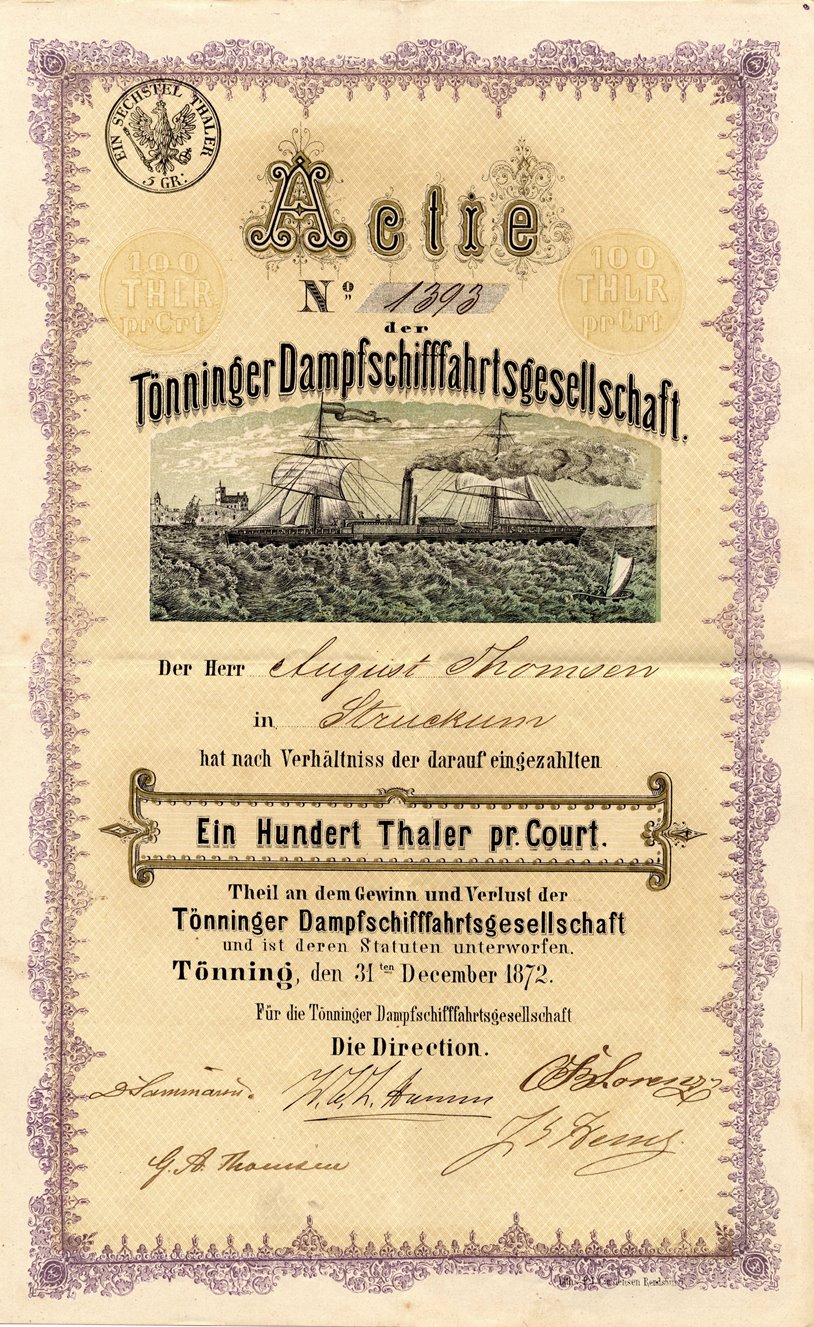 EIN SECHSTEL THALER
5 GR:
Actie
100
THLR
pr Crt
100
THLR
pr Crt
No 1393
der
Tönninger Dampfschifffahrtsgesellschaft.
Der Herr August Thomsen
in Struckum
hat nach Verhältniss der darauf eingezahlten
Ein Hundert Thaler pr. Court.
Theil an dem Gewinn und Verlust der
Tönninger Dampfschifffahrtsgesellschaft
und ist deren Statuten unterworfen.
Tönning, den 31ten December 1872.
Für die Tönninger Dampfschifffahrtsgesellschaft
Die Direction.
Lorenz
G. A. Thomsen
Rendsburg